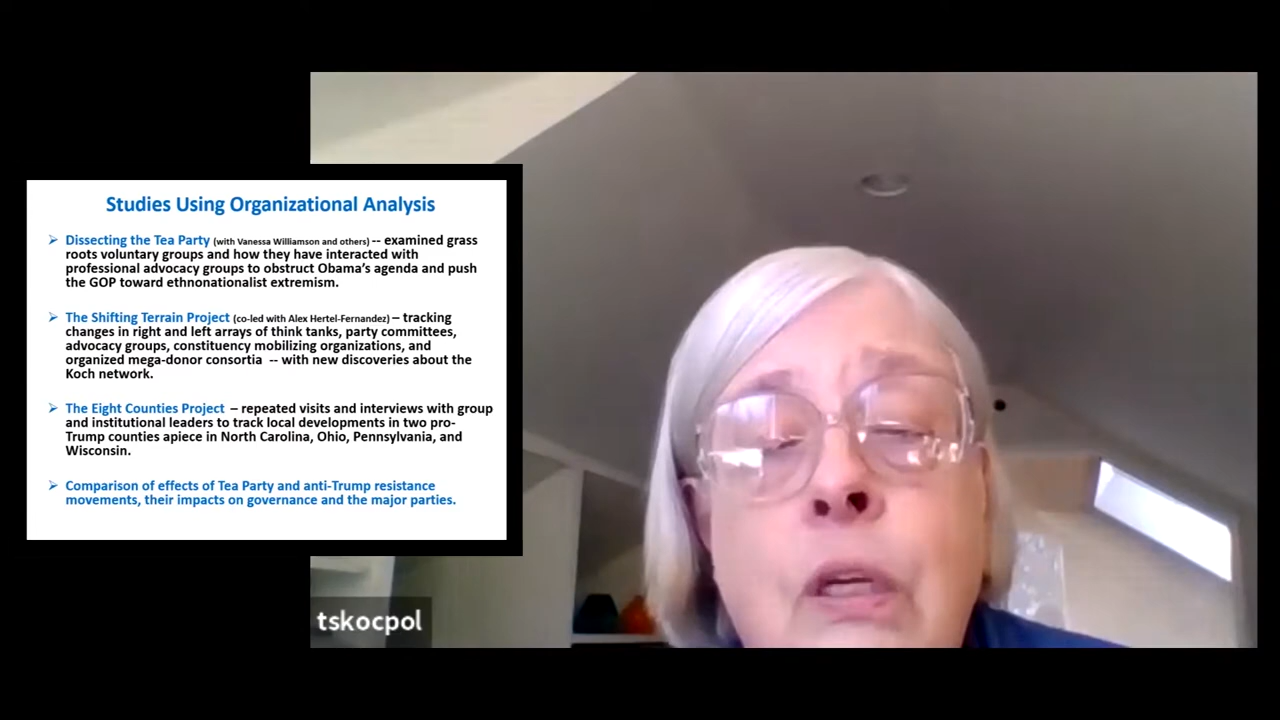 Studies Using Organizational Analysis
➢ Dissecting the Tea Party (with Vanessa Williamson and others) -- examined grass
roots voluntary groups and how they have interacted with
professional advocacy groups to obstruct Obama's agenda and push
the GOP toward ethnonationalist extremism.
➢ The Shifting Terrain Project (co-led with Alex Hertel-Fernandez) – tracking
changes in right and left arrays of think tanks, party committees,
advocacy groups, constituency mobilizing organizations, and
organized mega-donor consortia -- with new discoveries about the
Koch network.
➢ The Eight Counties Project – repeated visits and interviews with group
and institutional leaders to track local developments in two pro-
Trump counties apiece in North Carolina, Ohio, Pennsylvania, and
Wisconsin.
➢ Comparison of effects of Tea Party and anti-Trump resistance
movements, their impacts on governance and the major parties.
tskocpol